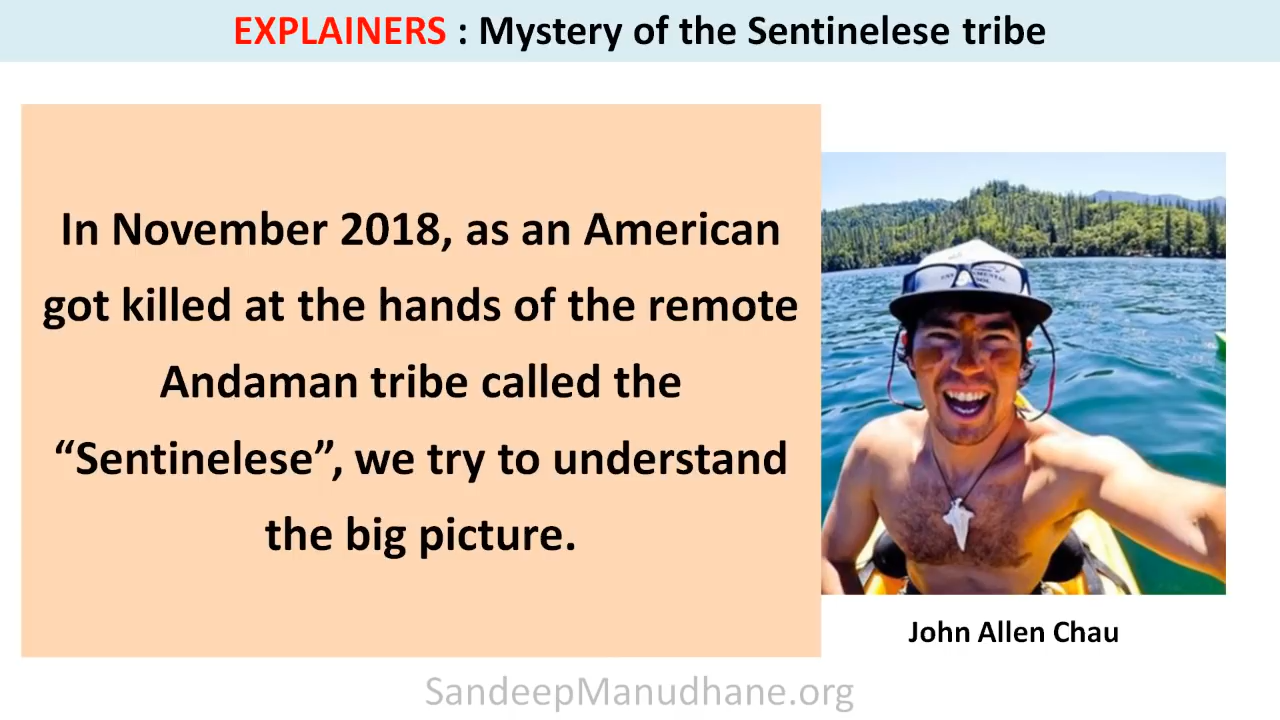 EXPLAINERS : Mystery of the Sentinelese tribe
In November 2018, as an American
got killed at the hands of the remote
Andaman tribe called the
“Sentinelese”, we try to understand
the big picture.
John Allen Chau
SandeepManudhane.org